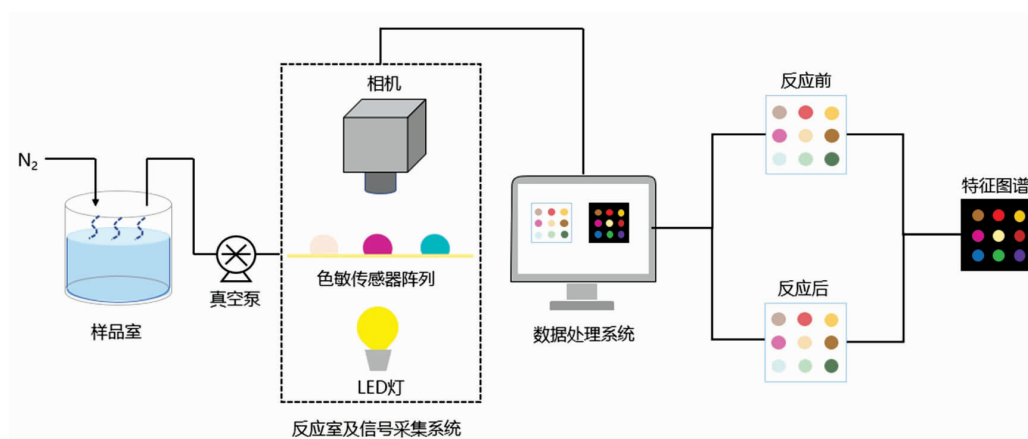 N₂
样品室
真空泵
相机
色敏传感器阵列
LED灯
反应室及信号采集系统
数据处理系统
反应前
反应后
特征图谱